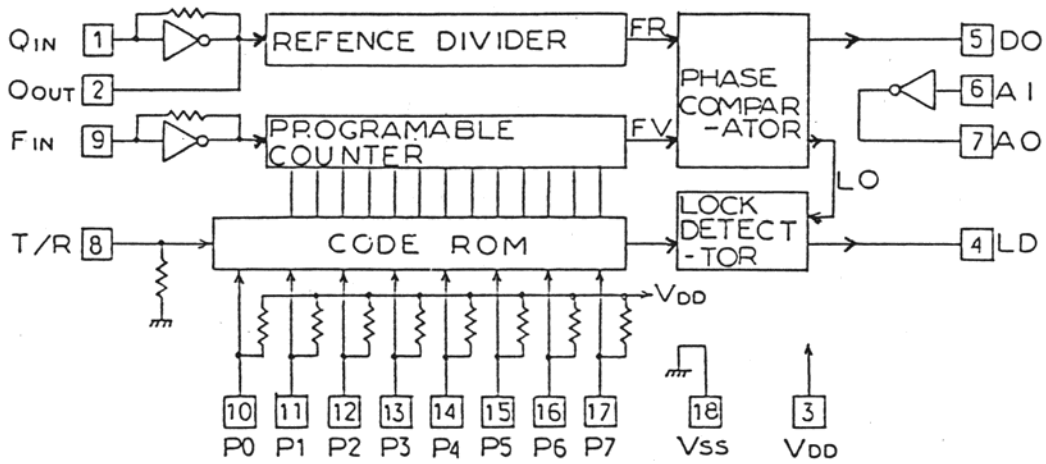 QIN 1 REFENCE DIVIDER FR 5 DO
OOUT 2 PHASE COMPAR -ATOR 6 AI
FIN 9 PROGRAMABLE COUNTER FV 7 AO
LO
T/R 8 CODE ROM LOCK DETECT -TOR 4 LD
VDD
10 11 12 13 14 15 16 17 18 3
P0 P1 P2 P3 P4 P5 P6 P7 VSS VDD